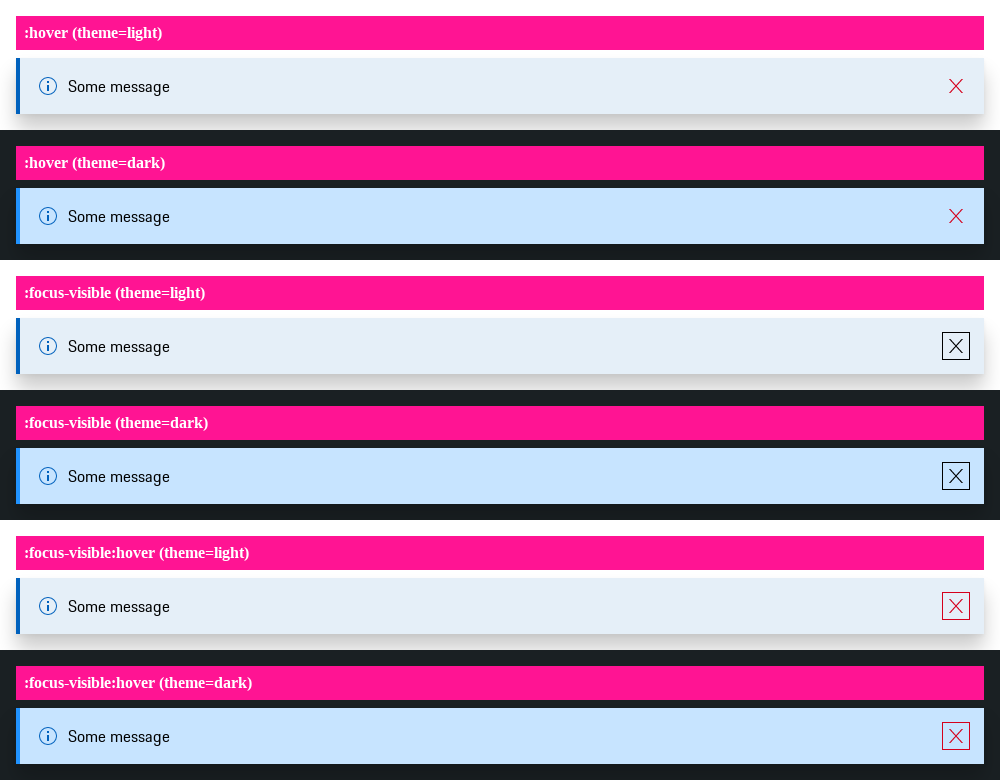 :hover (theme=light)
Some message
:hover (theme=dark)
Some message
:focus-visible (theme=light)
Some message
:focus-visible (theme=dark)
Some message
:focus-visible:hover (theme=light)
Some message
:focus-visible:hover (theme=dark)
Some message